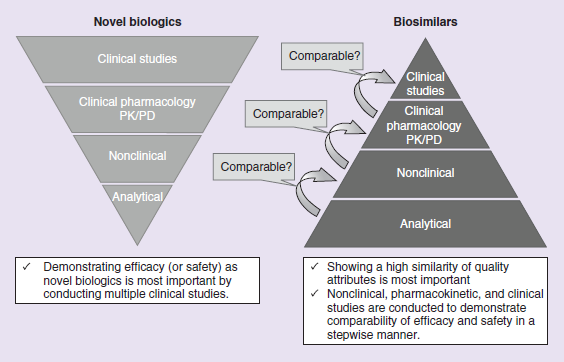 Novel biologics
Clinical studies
Clinical pharmacology
PK/PD
Nonclinical
Analytical
✓ Demonstrating efficacy (or safety) as
novel biologics is most important by
conducting multiple clinical studies.
Biosimilars
Comparable?
Clinical
studies
Comparable?
Clinical
pharmacology
PK/PD
Comparable?
Nonclinical
Analytical
✓ Showing a high similarity of quality
attributes is most important
✓ Nonclinical, pharmacokinetic, and clinical
studies are conducted to demonstrate
comparability of efficacy and safety in a
stepwise manner.